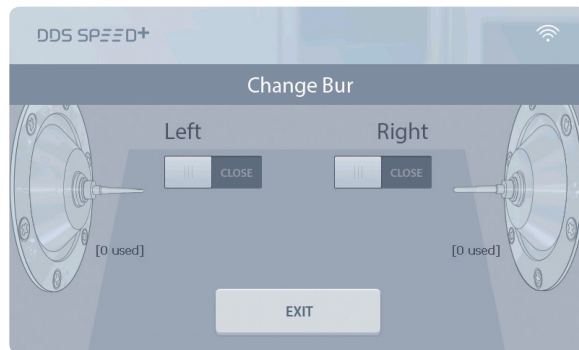 DDS SPEED+
Change Bur
Left
Right
CLOSE
CLOSE
[0 used]
[0 used]
EXIT